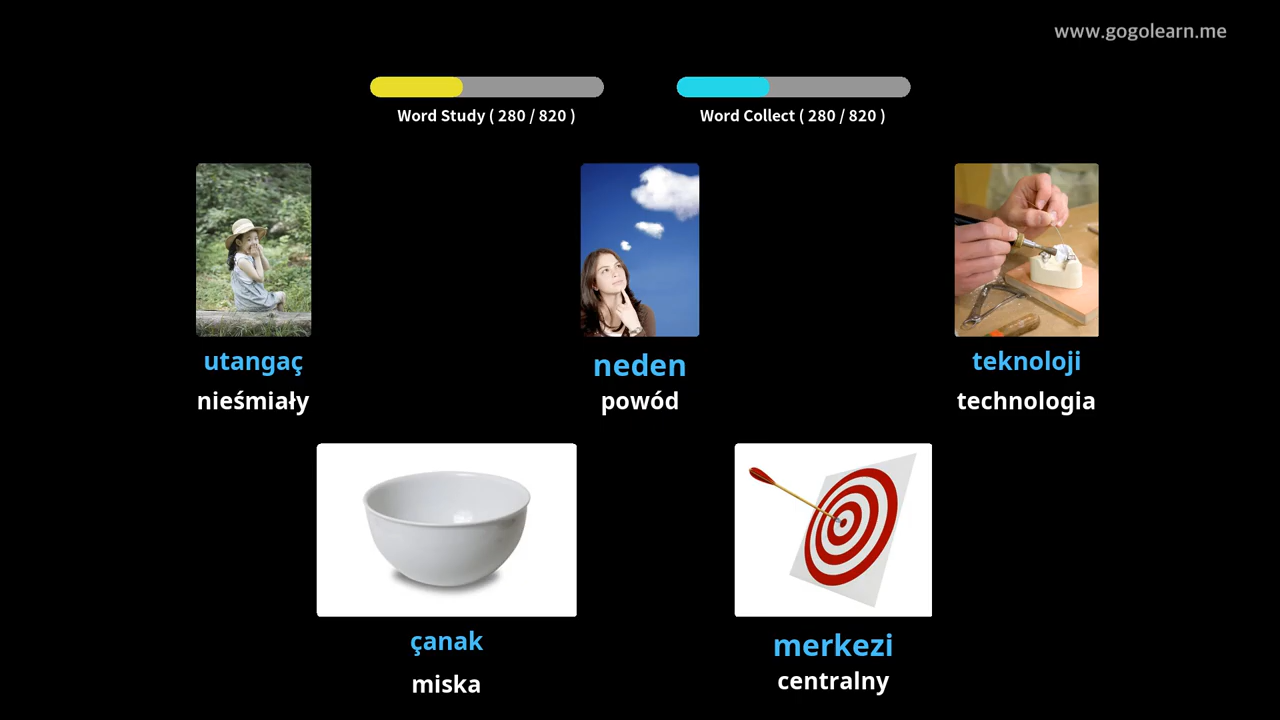 www.gogolearn.me
Word Study ( 280 / 820 )
Word Collect ( 280 / 820 )
utangaç
neden
teknoloji
nieśmiały
powód
technologia
çanak
merkezi
miska
centralny